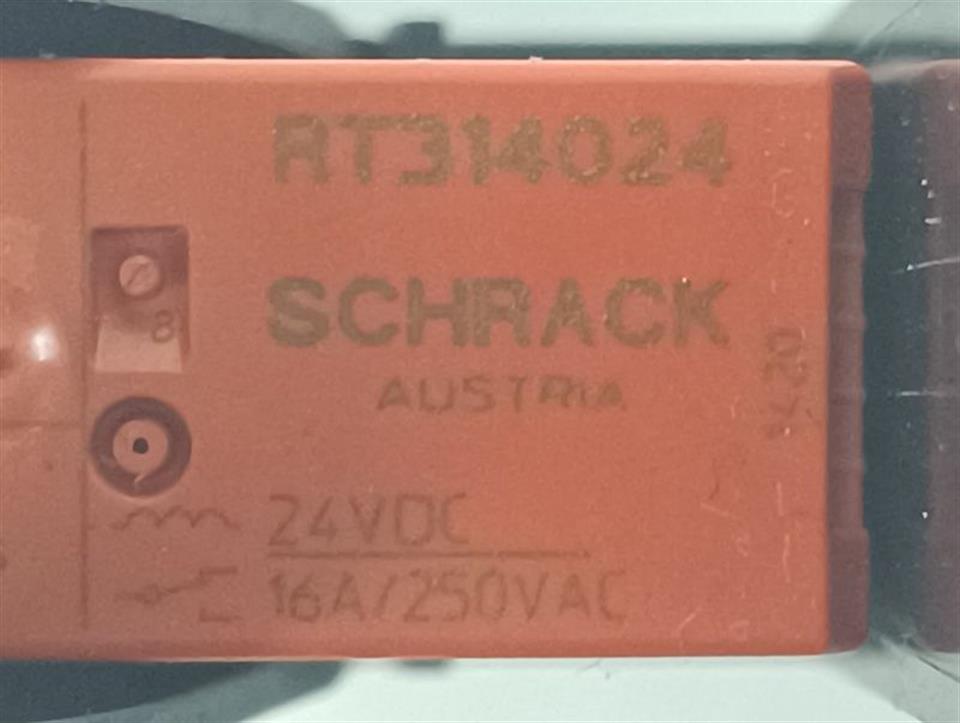 RT314024
SCHRACK
AUSTRIA
24VDC
16A/250VAC
8